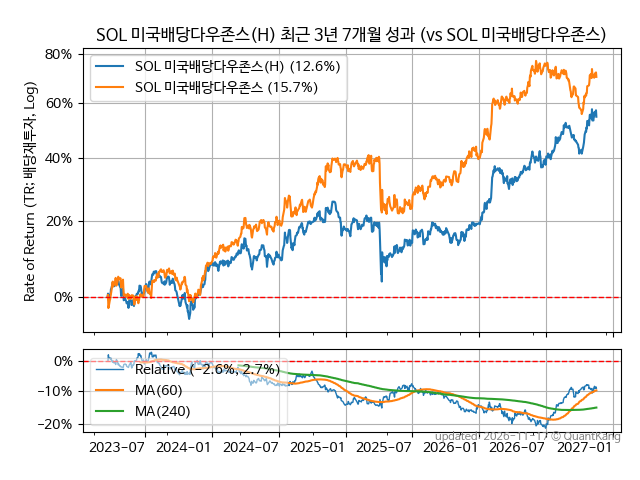 SOL 미국배당다우존스(H) 최근 3년 7개월 성과 (vs SOL 미국배당다우존스)
Rate of Return (TR: 배당재투자, Log)
80%
60%
40%
20%
0%
SOL 미국배당다우존스(H) (12.6%)
SOL 미국배당다우존스 (15.7%)
0%
−10%
−20%
Relative (−2.6%, 2.7%)
MA(60)
MA(240)
2023−07
2024−01
2024−07
2025−01
2025−07
2026−01
2026−07
2027−01
updated: 2026−11−17 © QuantKang